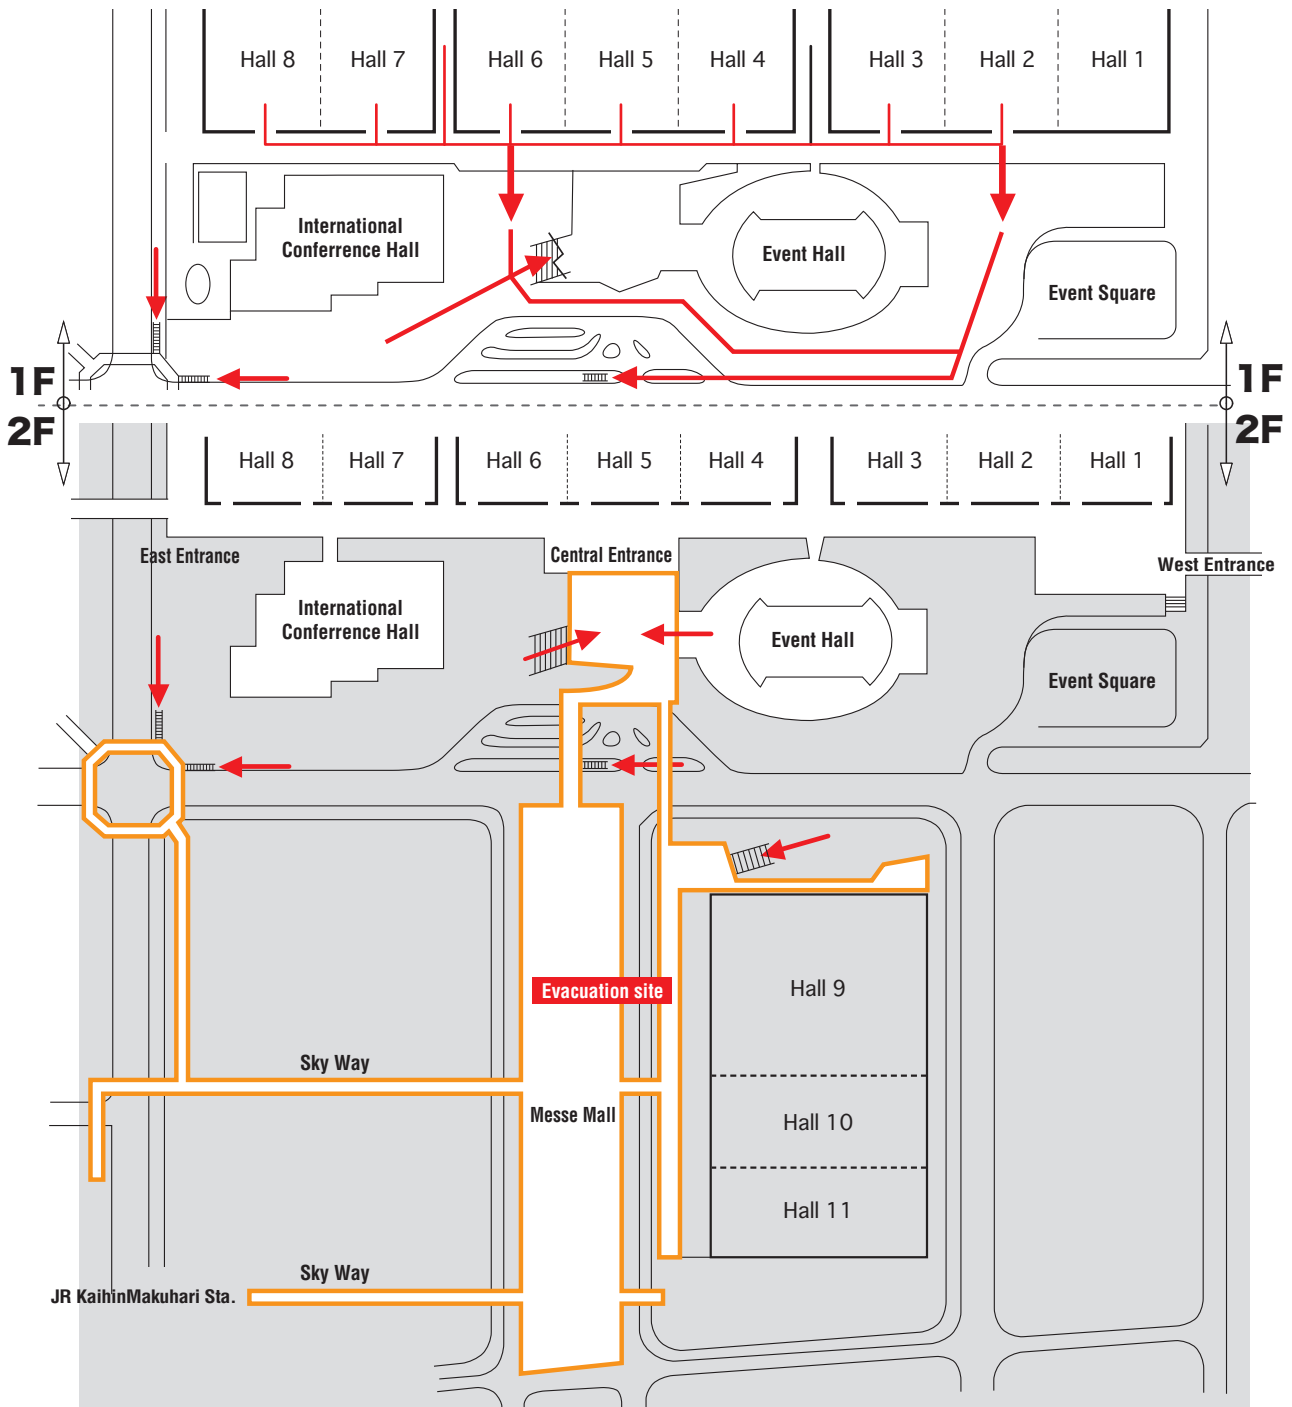 Hall 8
Hall 7
Hall 6
Hall 5
Hall 4
Hall 3
Hall 2
Hall 1
International
Conferrence Hall
Event Hall
Event Square
1F
1F
2F
2F
Hall 8
Hall 7
Hall 6
Hall 5
Hall 4
Hall 3
Hall 2
Hall 1
East Entrance
Central Entrance
West Entrance
International
Conferrence Hall
Event Hall
Event Square
Evacuation site
Hall 9
Sky Way
Messe Mall
Hall 10
Hall 11
Sky Way
JR KaihinMakuhari Sta.